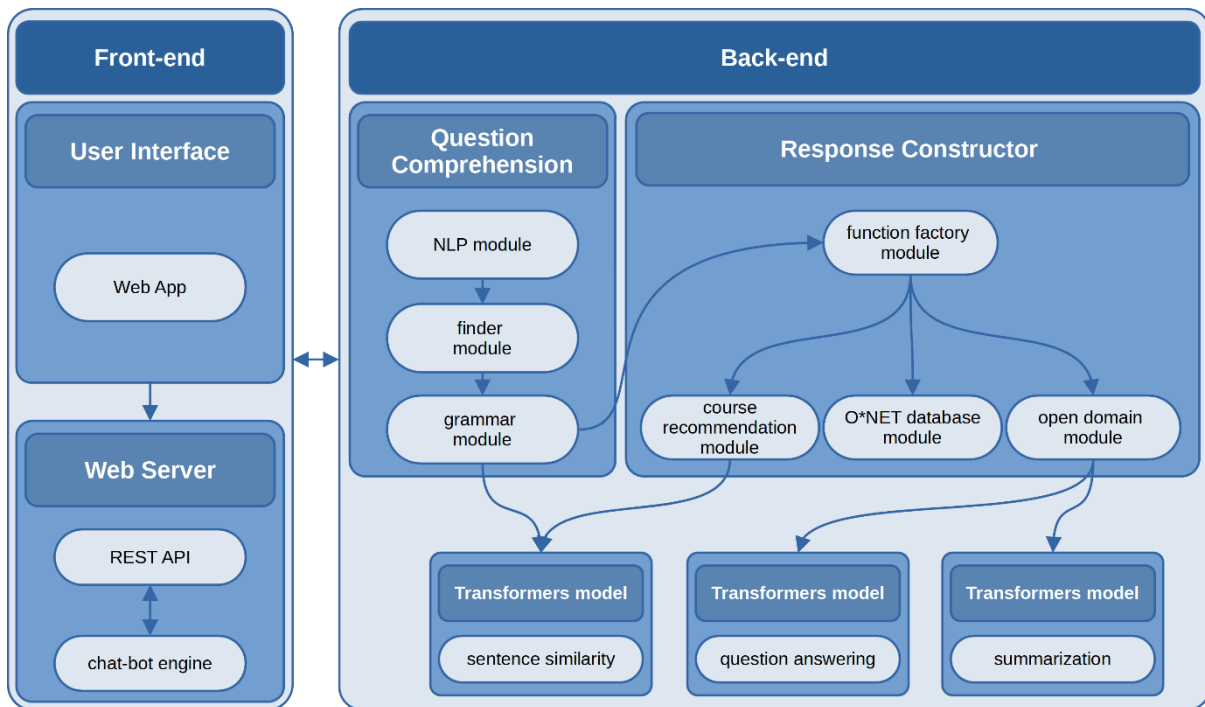 Front-end
User Interface
Web App
Web Server
REST API
chat-bot engine
Back-end
Question
Comprehension
NLP module
finder
module
grammar
module
Response Constructor
function factory
module
course
recommendation
module
O*NET database
module
open domain
module
Transformers model
sentence similarity
Transformers model
question answering
Transformers model
summarization